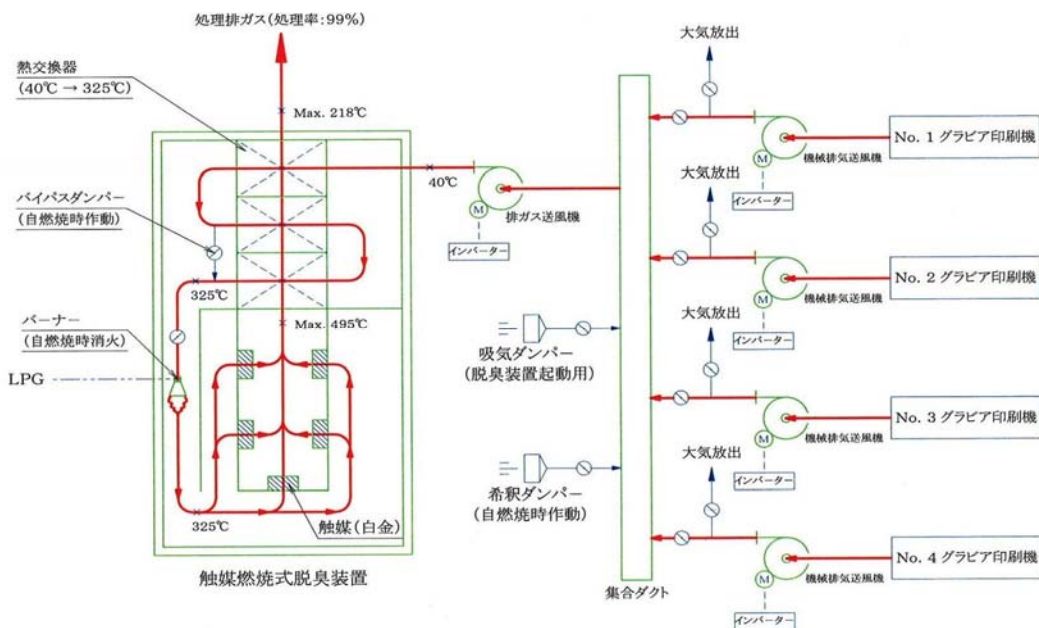 処理排ガス(処理率:99%)
熱交換器
(40℃ → 325℃)
Max. 218℃
バイパスダンパー
(自燃焼時作動)
325℃
バーナー
(自燃焼時消火)
LPG
Max. 495℃
325℃
触媒(白金)
触媒燃焼式脱臭装置
40℃
M
排ガス送風機
インバーター
吸気ダンパー
(脱臭装置起動用)
希釈ダンパー
(自燃焼時作動)
集合ダクト
大気放出
No. 1 グラビア印刷機
機械排気送風機
M
インバーター
大気放出
No. 2 グラビア印刷機
機械排気送風機
M
インバーター
大気放出
No. 3 グラビア印刷機
機械排気送風機
M
インバーター
大気放出
No. 4 グラビア印刷機
機械排気送風機
M
インバーター